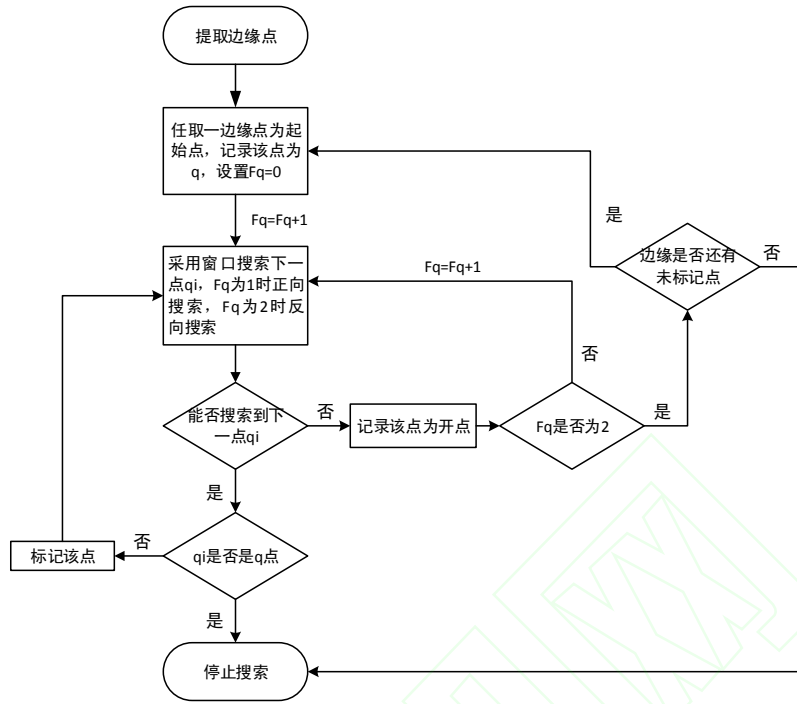 提取边缘点
任取一边缘点为起
始点，记录该点为
q，设置Fq=0
Fq=Fq+1
采用窗口搜索下一
点qi，Fq为1时正向
搜索，Fq为2时反
向搜索
Fq=Fq+1
是
边缘是否还有
未标记点
否
能否搜索到下
一点qi
否
记录该点为开点
否
Fq是否为2
是
是
标记该点
否
qi是否是q点
是
停止搜索